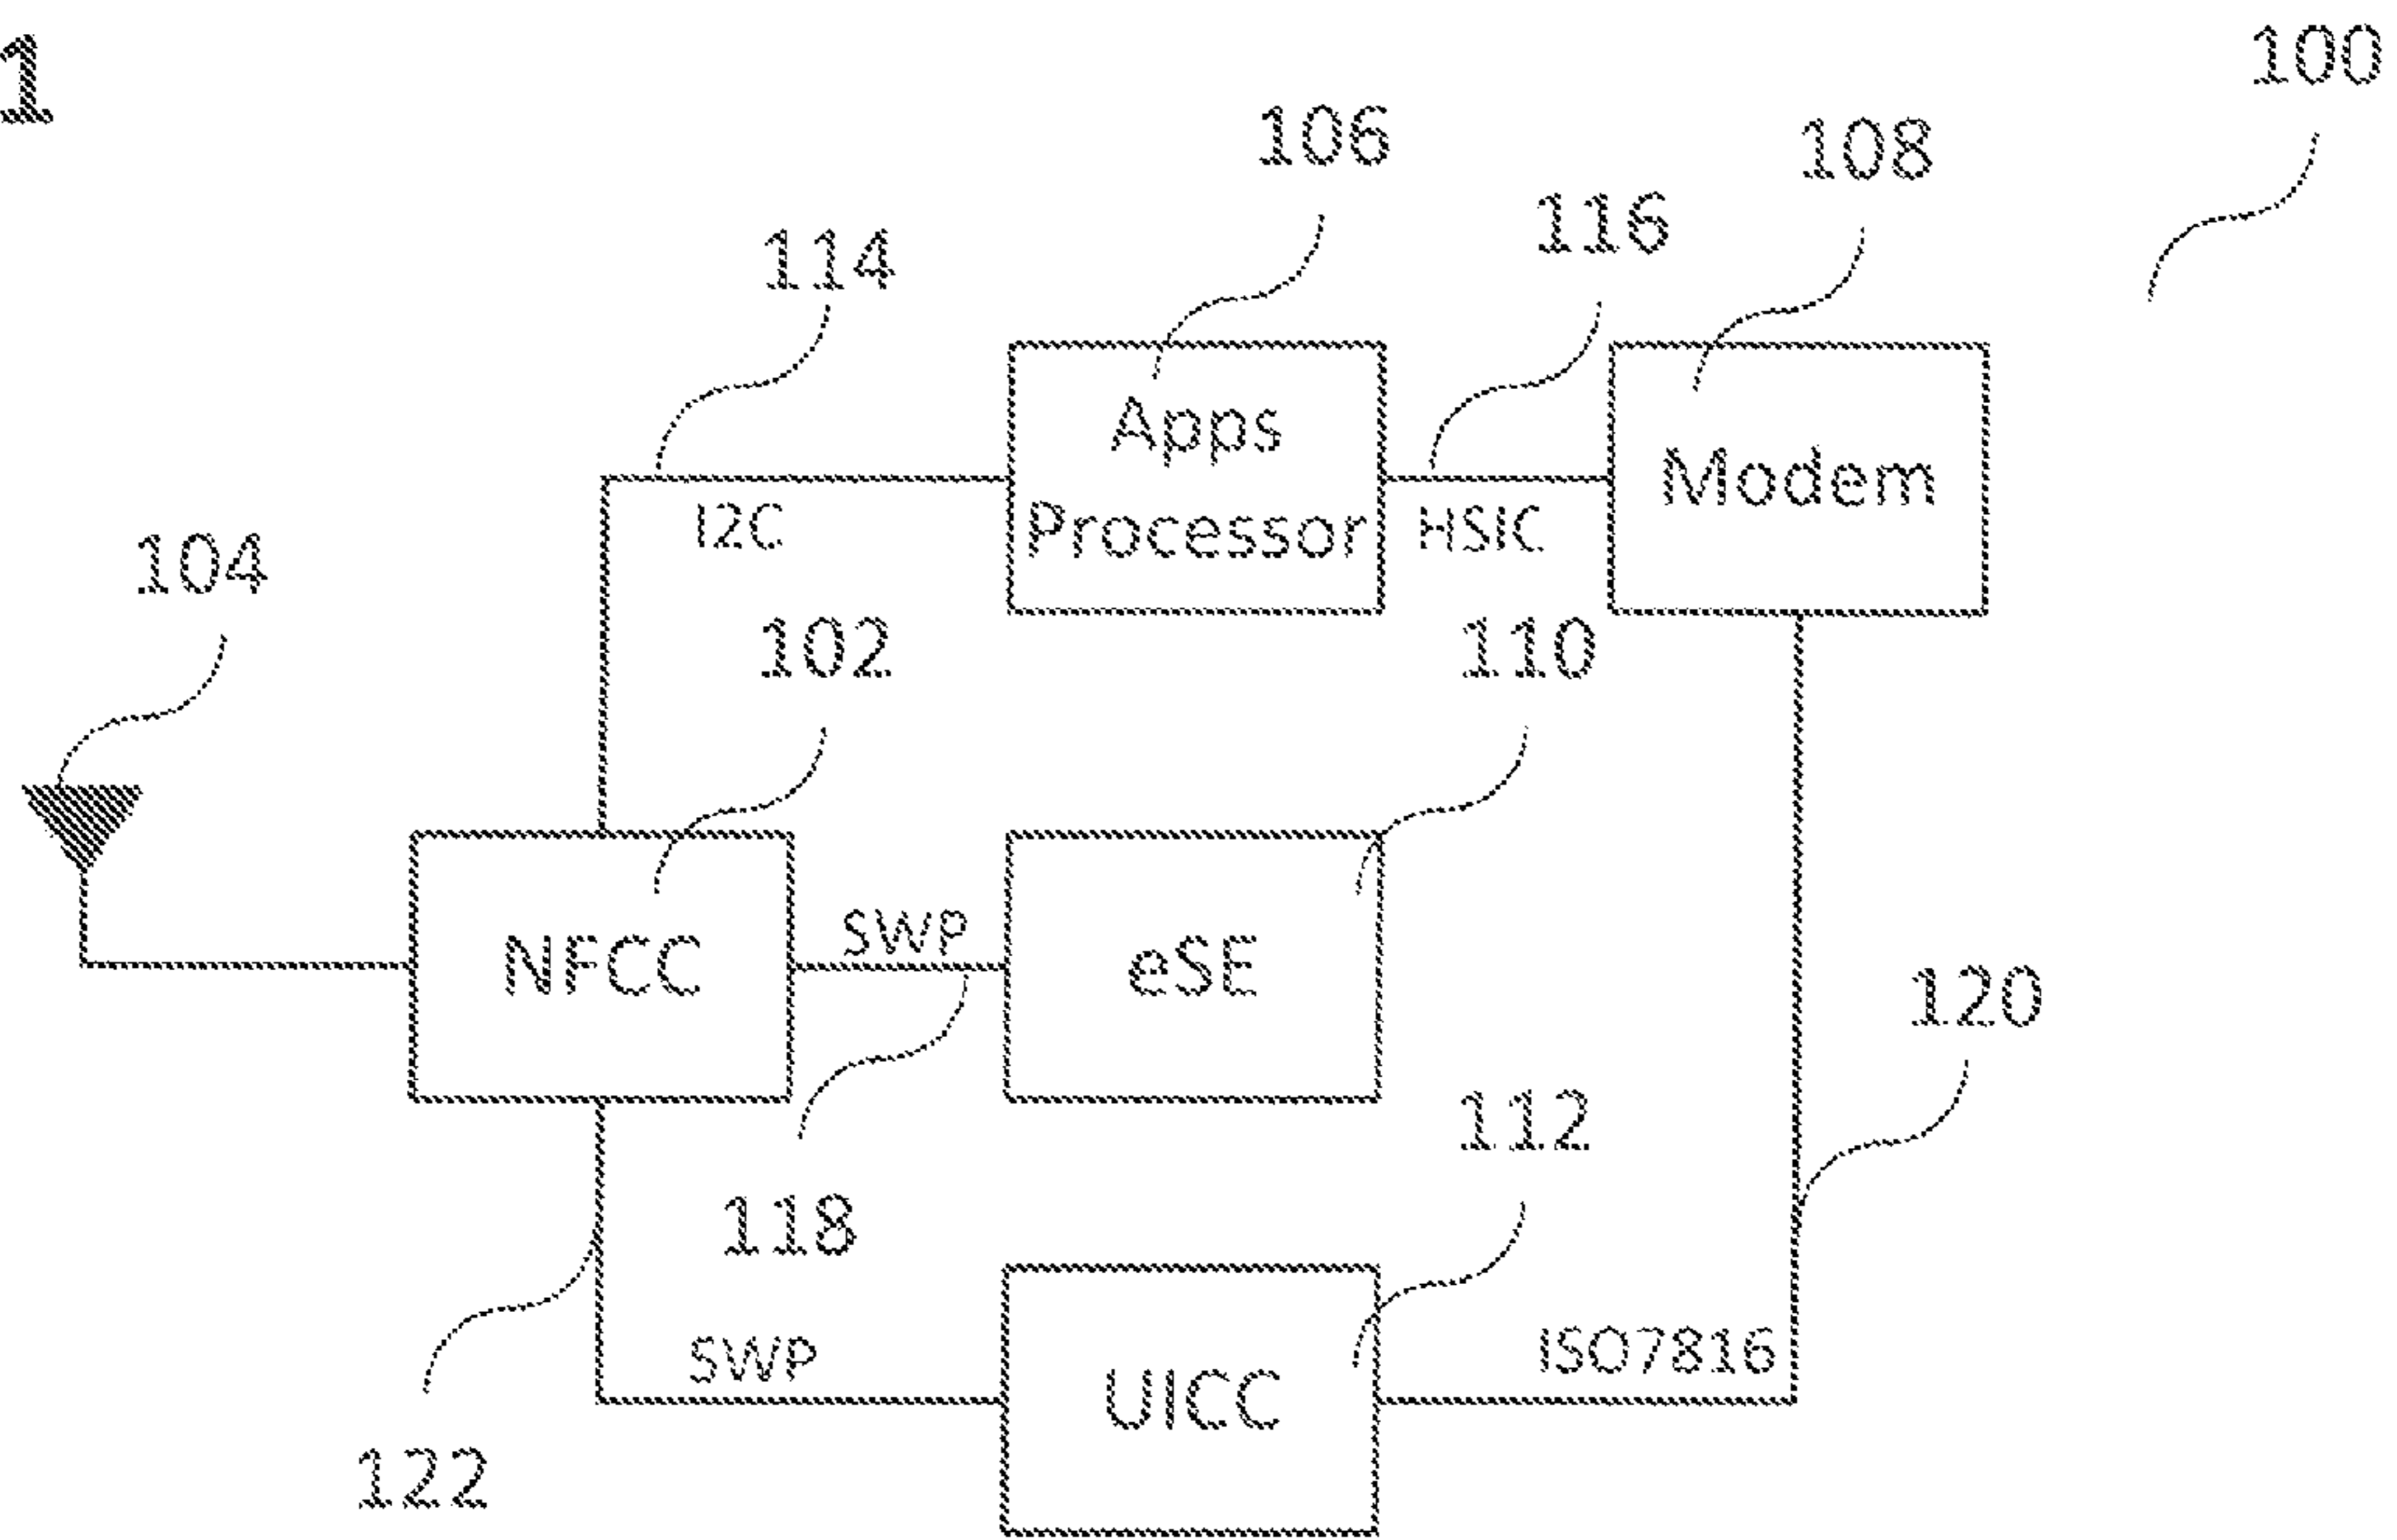 1
100
106
108
116
114
Apps
Processor
Modem
I2C
HSIC
104
102
110
SWP
NFCC
eSE
120
112
118
SWP
ISO7816
UICC
122